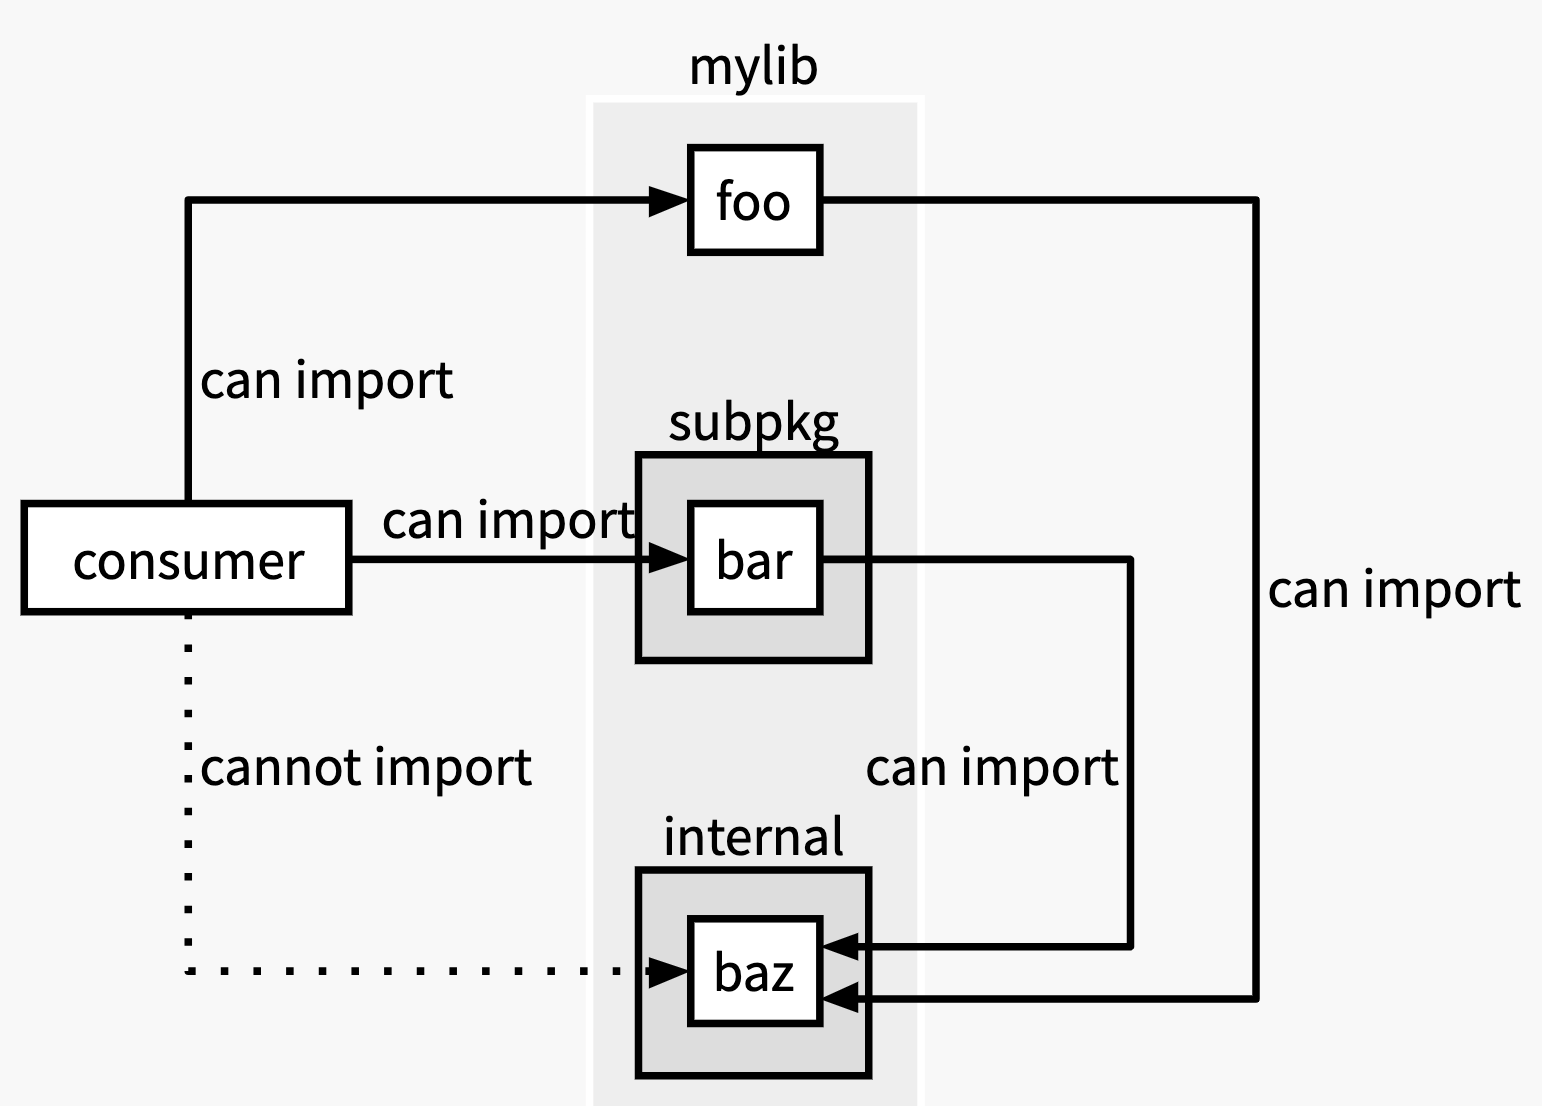 mylib
foo
can import
subpkg
can import
consumer
bar
can import
cannot import
can import
internal
baz